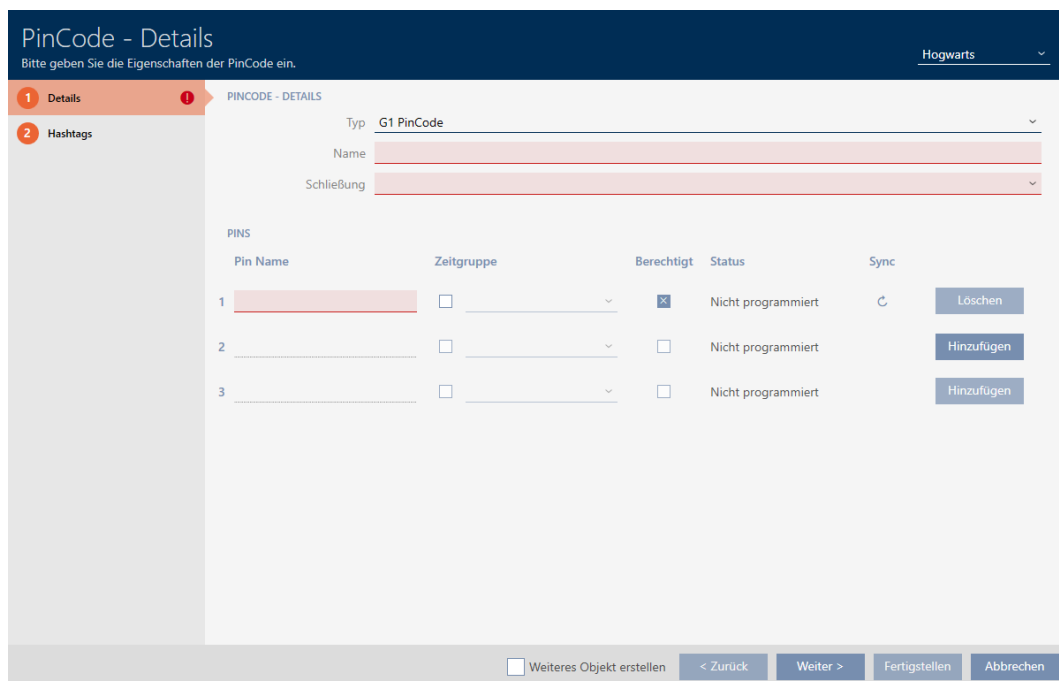 PinCode - Details
Bitte geben Sie die Eigenschaften der PinCode ein.
Hogwarts
1 Details
2 Hashtags
PINCODE - DETAILS
Typ G1 PinCode
Name
Schließung
PINS
Pin Name Zeitgruppe Berechtigt Status Sync
1 Nicht programmiert Löschen
2 Nicht programmiert Hinzufügen
3 Nicht programmiert Hinzufügen
Weiteres Objekt erstellen < Zurück Weiter > Fertigstellen Abbrechen